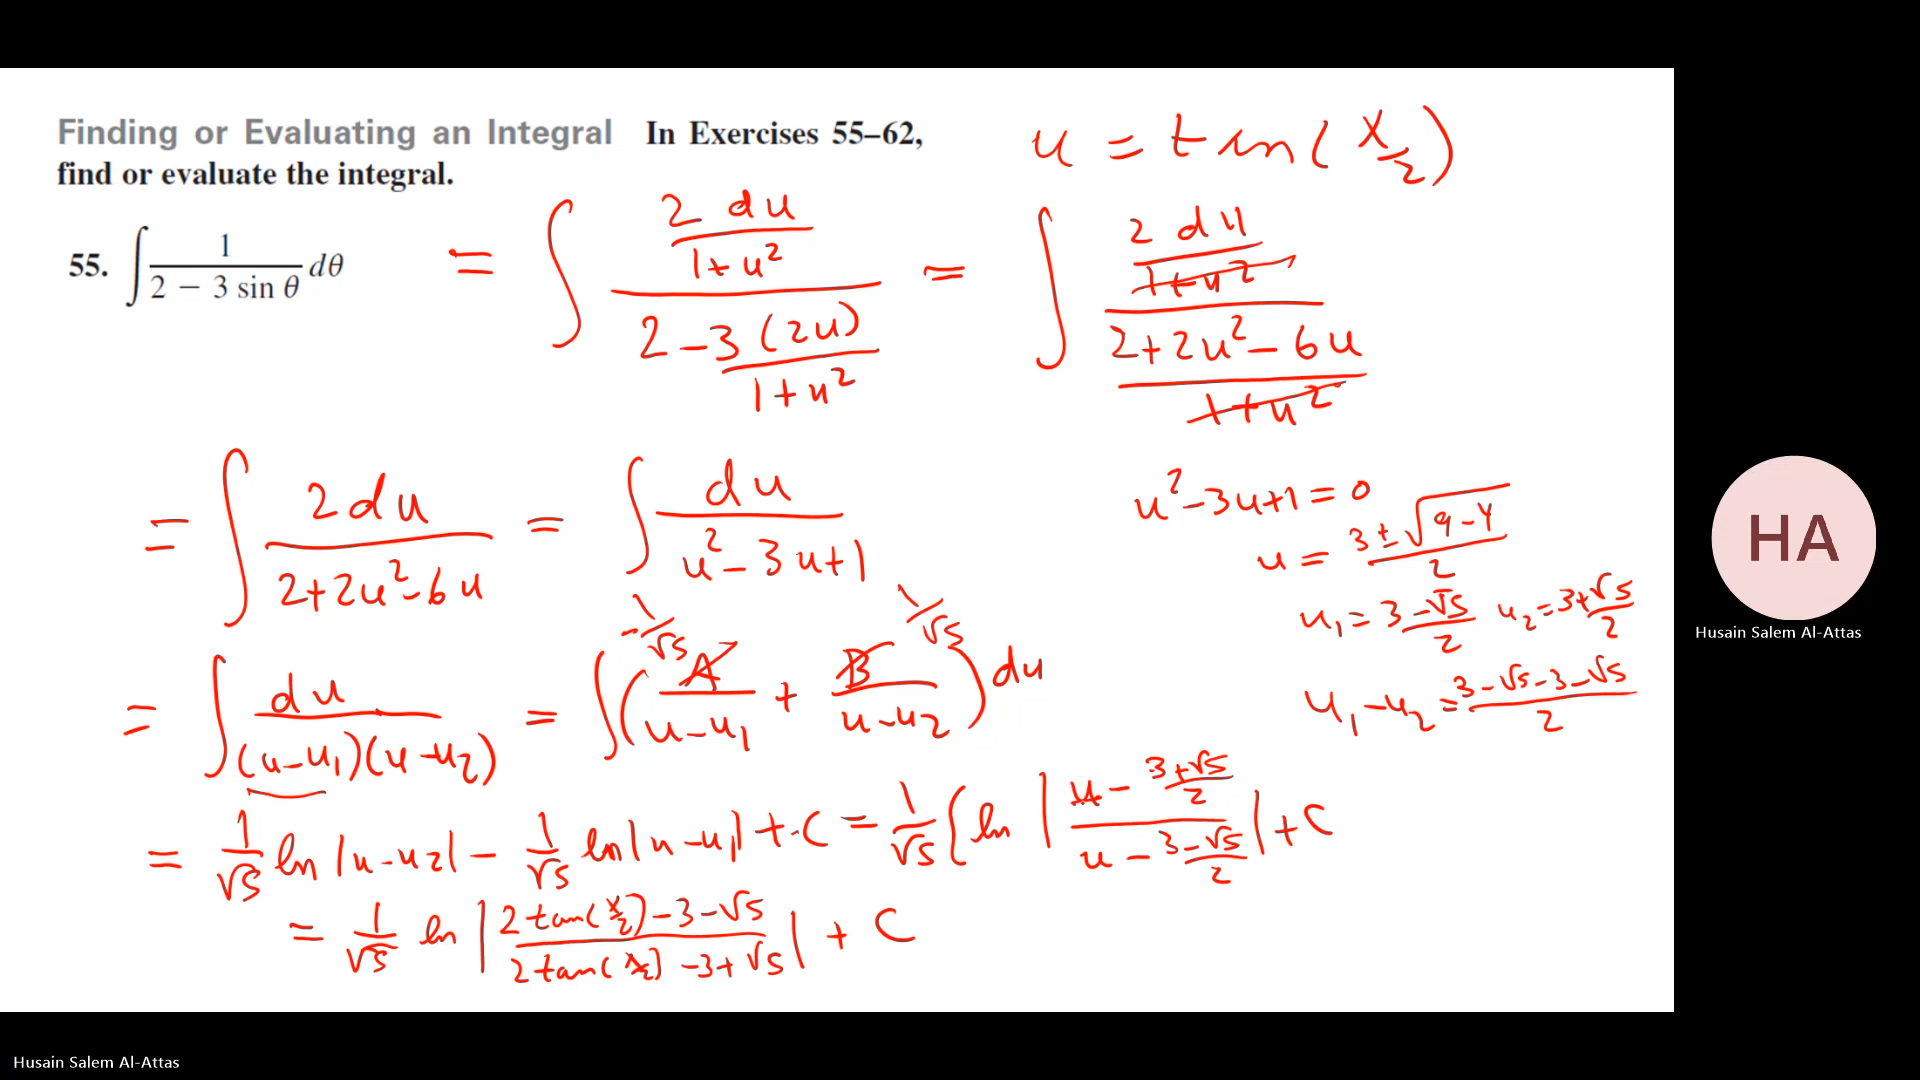 Finding or Evaluating an Integral In Exercises 55–62,
find or evaluate the integral.
u = tan(x/2)
55. ∫ 1/(2 − 3 sin θ) dθ = ∫ (2 du/(1+u²))/(2 − 3(2u)/(1+u²)) = ∫ (2 du/(1+u²))/((2+2u²−6u)/(1+u²))
= ∫ 2du/(2+2u²−6u) = ∫ du/(u²−3u+1)
u²−3u+1=0
u = (3±√(9−4))/2
u₁ = (3−√5)/2 u₂ = (3+√5)/2
u₁−u₂ = (3−√5−3−√5)/2
= ∫ du/((u−u₁)(u−u₂)) = ∫ (A/(u−u₁) + B/(u−u₂)) du
−1/√5 1/√5
= 1/√5 ln|u−u₂| − 1/√5 ln|u−u₁| + C = 1/√5 [ln |(u − (3+√5)/2)/(u − (3−√5)/2)| + C
= 1/√5 ln |(2tan(x/2)−3−√5)/(2tan(x/2)−3+√5)| + C
HA
Husain Salem Al-Attas
Husain Salem Al-Attas